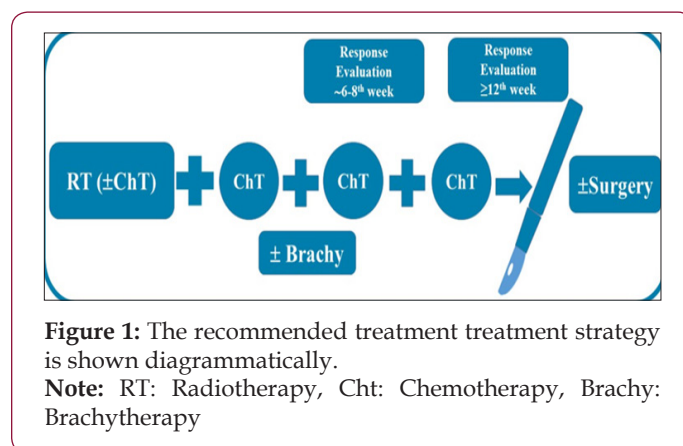 Response
Evaluation
~6-8th week
Response
Evaluation
≥12th week
RT (±ChT)
ChT
ChT
ChT
±Surgery
± Brachy
Figure 1: The recommended treatment treatment strategy
is shown diagrammatically.
Note: RT: Radiotherapy, Cht: Chemotherapy, Brachy:
Brachytherapy